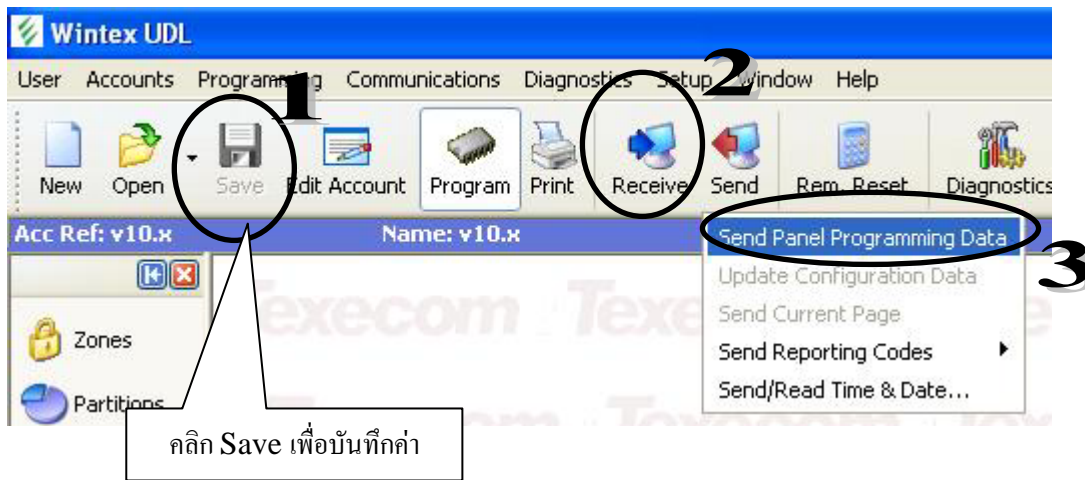 Wintex UDL
User Accounts Programming Communications Diagnostics Setup Window Help
1
2
New Open Save Edit Account Program Print Receive Send Rem. Reset Diagnostics
Acc Ref: v10.x Name: v10.x
Send Panel Programming Data
3
Update Configuration Data
Send Current Page
Send Reporting Codes
Send/Read Time & Date...
Zones
Partitions
Texecom
คลิก Save เพื่อบันทึกค่า